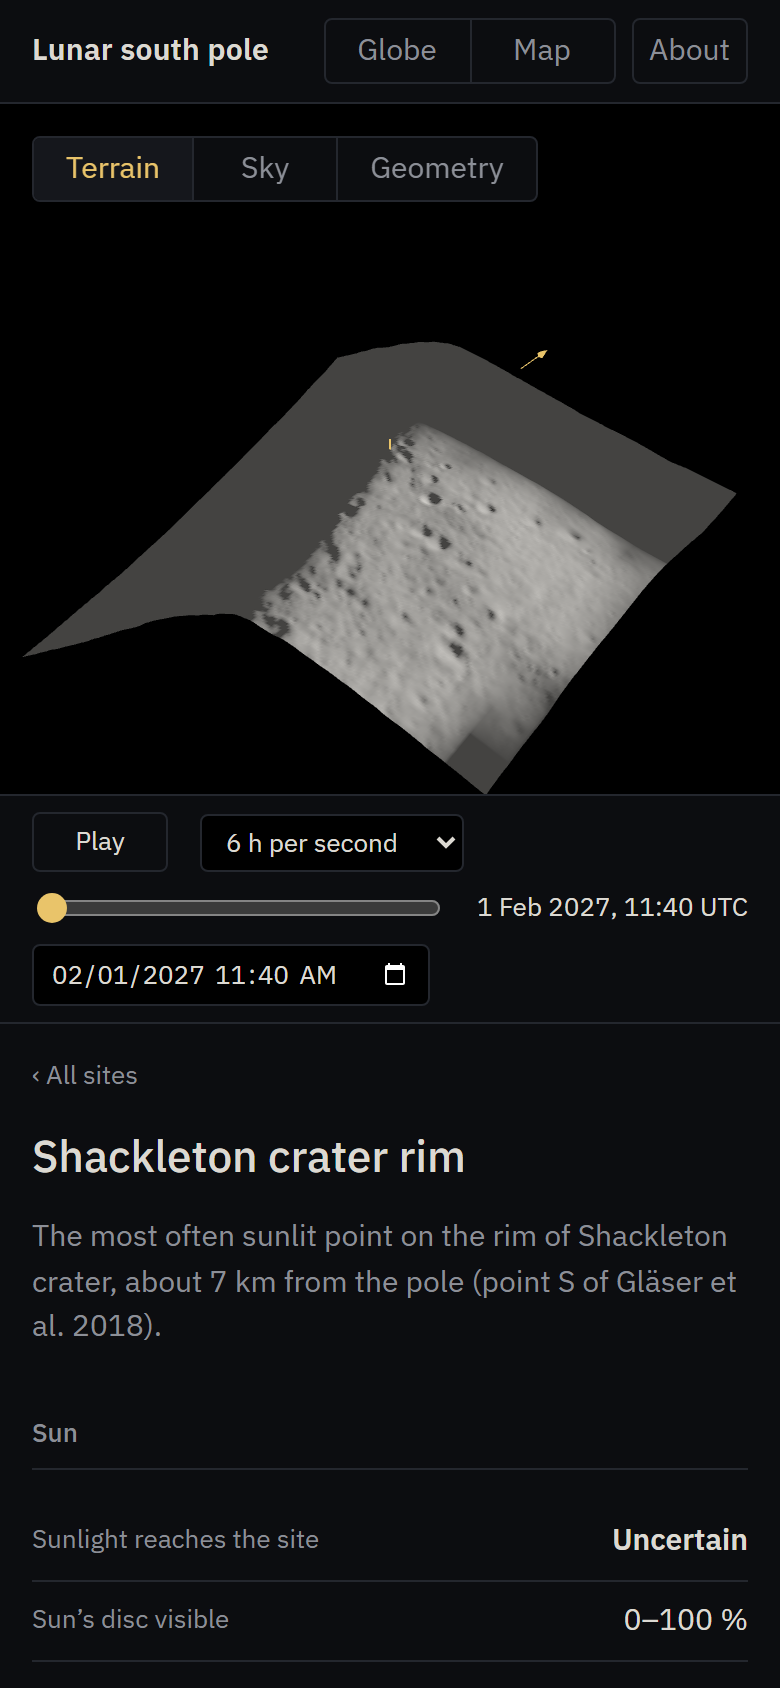 Lunar south pole
Globe
Map
About
Terrain
Sky
Geometry
Play
6 h per second
1 Feb 2027, 11:40 UTC
02/01/2027 11:40 AM
‹ All sites
Shackleton crater rim
The most often sunlit point on the rim of Shackleton
crater, about 7 km from the pole (point S of Gläser et
al. 2018).
Sun
Sunlight reaches the site
Uncertain
Sun’s disc visible
0–100 %